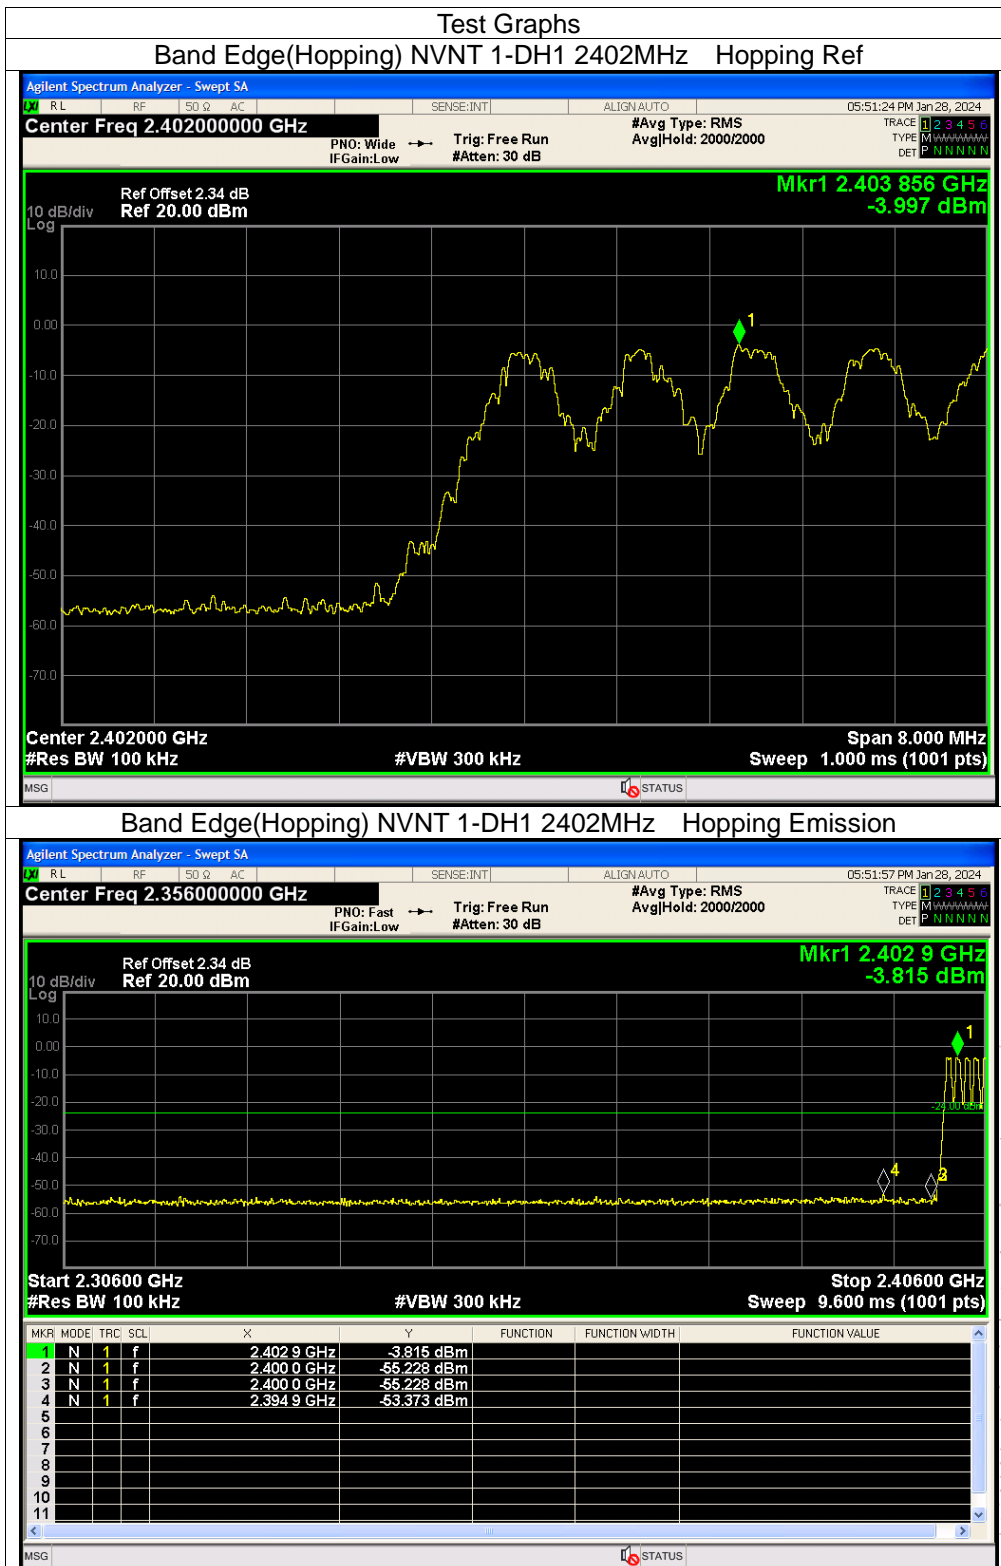 Test Graphs
Band Edge(Hopping) NVNT 1-DH1 2402MHz Hopping Ref
Agilent Spectrum Analyzer - Swept SA
LXI RL RF 50 Ω AC SENSE:INT ALIGN AUTO 05:51:24 PM Jan 28, 2024
Center Freq 2.402000000 GHz #Avg Type: RMS TRACE 1 2 3 4 5 6
PNO: Wide Trig: Free Run Avg|Hold: 2000/2000 TYPE M WWWWW
IFGain:Low #Atten: 30 dB DET P N N N N N
Mkr1 2.403 856 GHz
Ref Offset 2.34 dB
10 dB/div Ref 20.00 dBm -3.997 dBm
Log
10.0
1
0.00
-10.0
-20.0
-30.0
-40.0
-50.0
-60.0
-70.0
Center 2.402000 GHz Span 8.000 MHz
#Res BW 100 kHz #VBW 300 kHz Sweep 1.000 ms (1001 pts)
MSG STATUS
Band Edge(Hopping) NVNT 1-DH1 2402MHz Hopping Emission
Agilent Spectrum Analyzer - Swept SA
LXI RL RF 50 Ω AC SENSE:INT ALIGN AUTO 05:51:57 PM Jan 28, 2024
Center Freq 2.356000000 GHz #Avg Type: RMS TRACE 1 2 3 4 5 6
PNO: Fast Trig: Free Run Avg|Hold: 2000/2000 TYPE M WWWWW
IFGain:Low #Atten: 30 dB DET P N N N N N
Mkr1 2.402 9 GHz
Ref Offset 2.34 dB
10 dB/div Ref 20.00 dBm -3.815 dBm
Log
10.0
1
0.00
-10.0
-20.0
-24.00 dBm
-30.0
-40.0
4 3
-50.0
-60.0
-70.0
Start 2.30600 GHz Stop 2.40600 GHz
#Res BW 100 kHz #VBW 300 kHz Sweep 9.600 ms (1001 pts)
MKR MODE TRC SCL X Y FUNCTION FUNCTION WIDTH FUNCTION VALUE
1 N 1 f 2.402 9 GHz -3.815 dBm
2 N 1 f 2.400 0 GHz -55.228 dBm
3 N 1 f 2.400 0 GHz -55.228 dBm
4 N 1 f 2.394 9 GHz -53.373 dBm
5
6
7
8
9
10
11
MSG STATUS